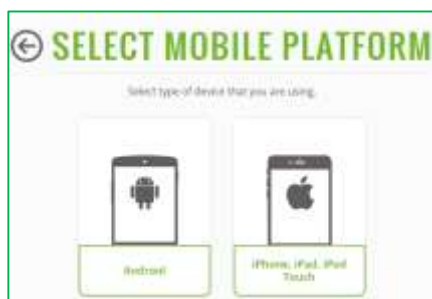 SELECT MOBILE PLATFORM
Select type of device that you are using.
Android
iPhone, iPad, iPod
Touch